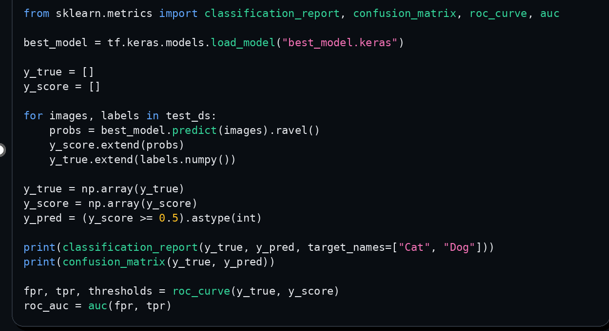 from sklearn.metrics import classification_report, confusion_matrix, roc_curve, auc
best_model = tf.keras.models.load_model("best_model.keras")
y_true = []
y_score = []
for images, labels in test_ds:
    probs = best_model.predict(images).ravel()
    y_score.extend(probs)
    y_true.extend(labels.numpy())
y_true = np.array(y_true)
y_score = np.array(y_score)
y_pred = (y_score >= 0.5).astype(int)
print(classification_report(y_true, y_pred, target_names=["Cat", "Dog"]))
print(confusion_matrix(y_true, y_pred))
fpr, tpr, thresholds = roc_curve(y_true, y_score)
roc_auc = auc(fpr, tpr)